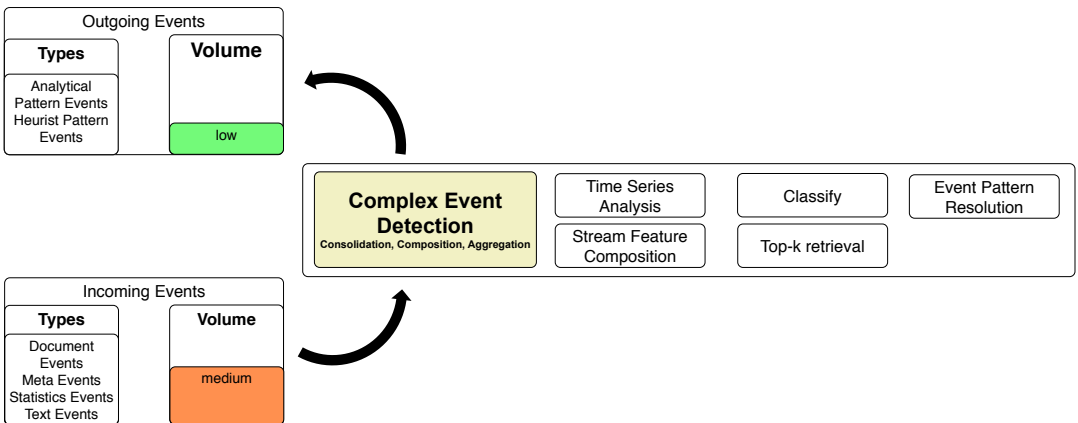 Outgoing Events
Types
Volume
Analytical
Pattern Events
Heurist Pattern
Events
low
Complex Event
Detection
Consolidation, Composition, Aggregation
Time Series
Analysis
Stream Feature
Composition
Classify
Top-k retrieval
Event Pattern
Resolution
Incoming Events
Types
Volume
Document
Events
Meta Events
Statistics Events
Text Events
medium